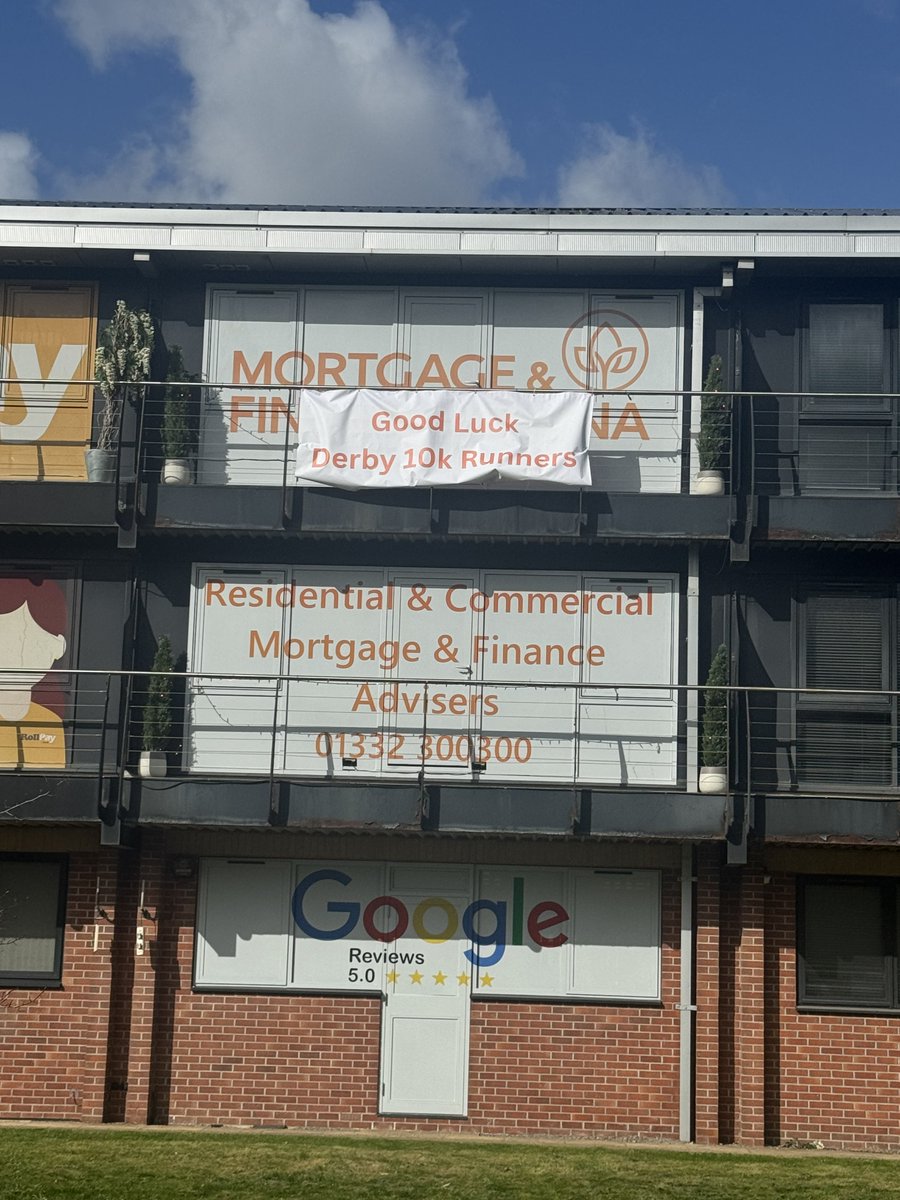 y
MORTGAGE &
FIN NA
Good Luck
Derby 10k Runners
Residential & Commercial
Mortgage & Finance
Advisers
01332 300300
RollPay
Google
Reviews
5.0